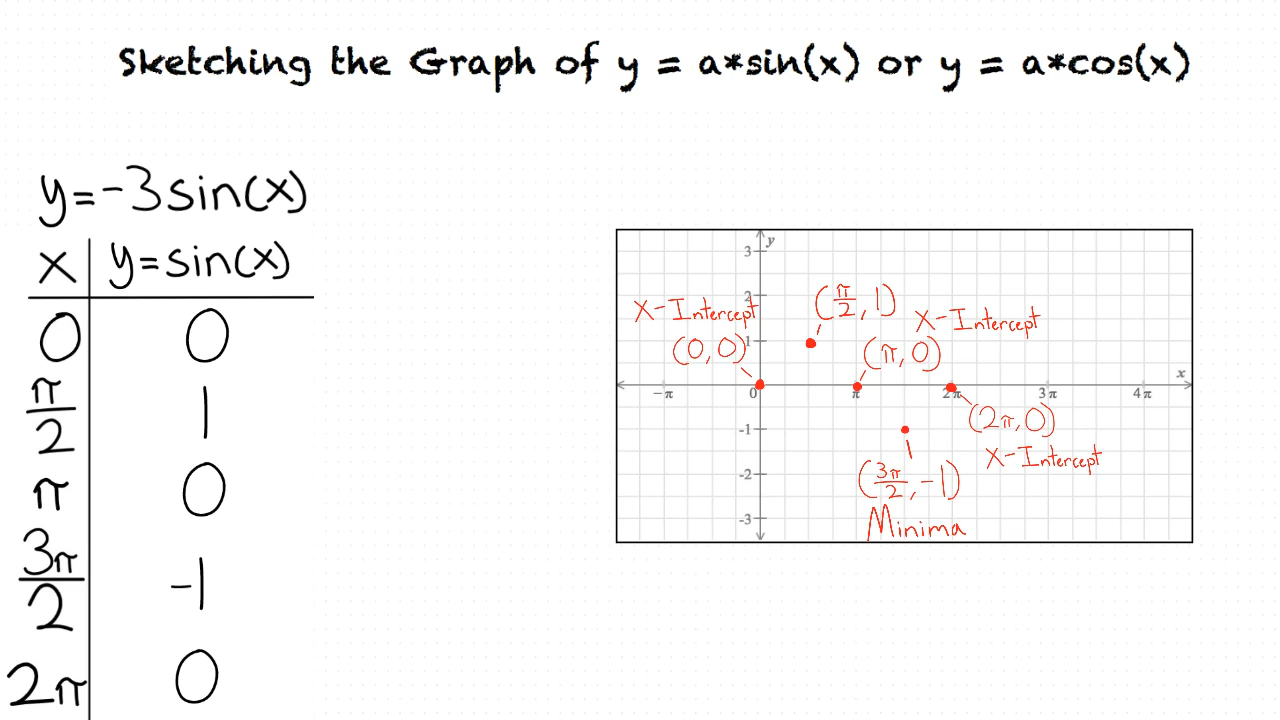 Sketching the Graph of y = a*sin(x) or y = a*cos(x)
y=-3sin(x)
x y=sin(x)
0 0
π/2 1
π 0
3π/2 -1
2π 0
y
3
2
1
0
-1
-2
-3
-π
π
2π
3π
4π
x
X-Intercept
(0,0)
(π/2, 1)
X-Intercept
(π,0)
(2π,0)
X-Intercept
(3π/2, -1)
Minima